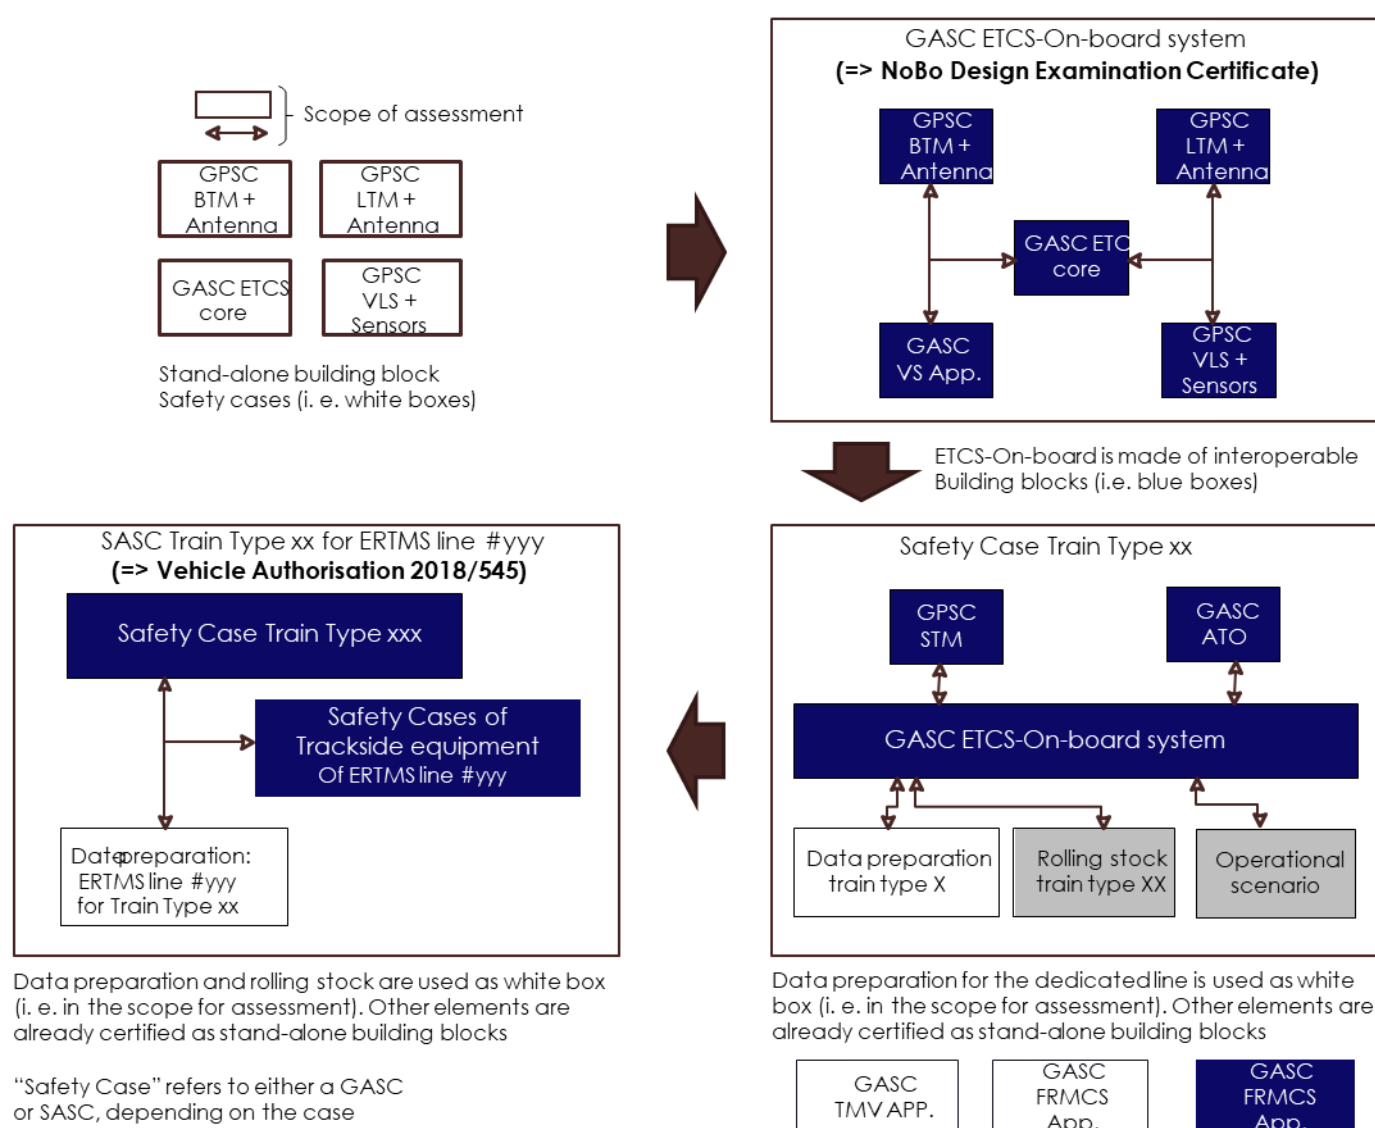 Scope of assessment
GPSC
BTM +
Antenna
GPSC
LTM +
Antenna
GASC ETCS
core
GPSC
VLS +
Sensors
Stand-alone building block
Safety cases (i. e. white boxes)
GASC ETCS-On-board system
(=> NoBo Design Examination Certificate)
GPSC
BTM +
Antenna
GPSC
LTM +
Antenna
GASC ETC
core
GASC
VS App.
GPSC
VLS +
Sensors
ETCS-On-board is made of interoperable
Building blocks (i.e. blue boxes)
Safety Case Train Type xx
GPSC
STM
GASC
ATO
GASC ETCS-On-board system
Data preparation
train type X
Rolling stock
train type XX
Operational
scenario
Data preparation for the dedicated line is used as white
box (i. e. in the scope for assessment). Other elements are
already certified as stand-alone building blocks
GASC
TMV APP.
GASC
FRMCS
App.
GASC
FRMCS
App.
SASC Train Type xx for ERTMS line #yyy
(=> Vehicle Authorisation 2018/545)
Safety Case Train Type xxx
Safety Cases of
Trackside equipment
Of ERTMS line #yyy
Data preparation:
ERTMS line #yyy
for Train Type xx
Data preparation and rolling stock are used as white box
(i. e. in the scope for assessment). Other elements are
already certified as stand-alone building blocks
“Safety Case” refers to either a GASC
or SASC, depending on the case